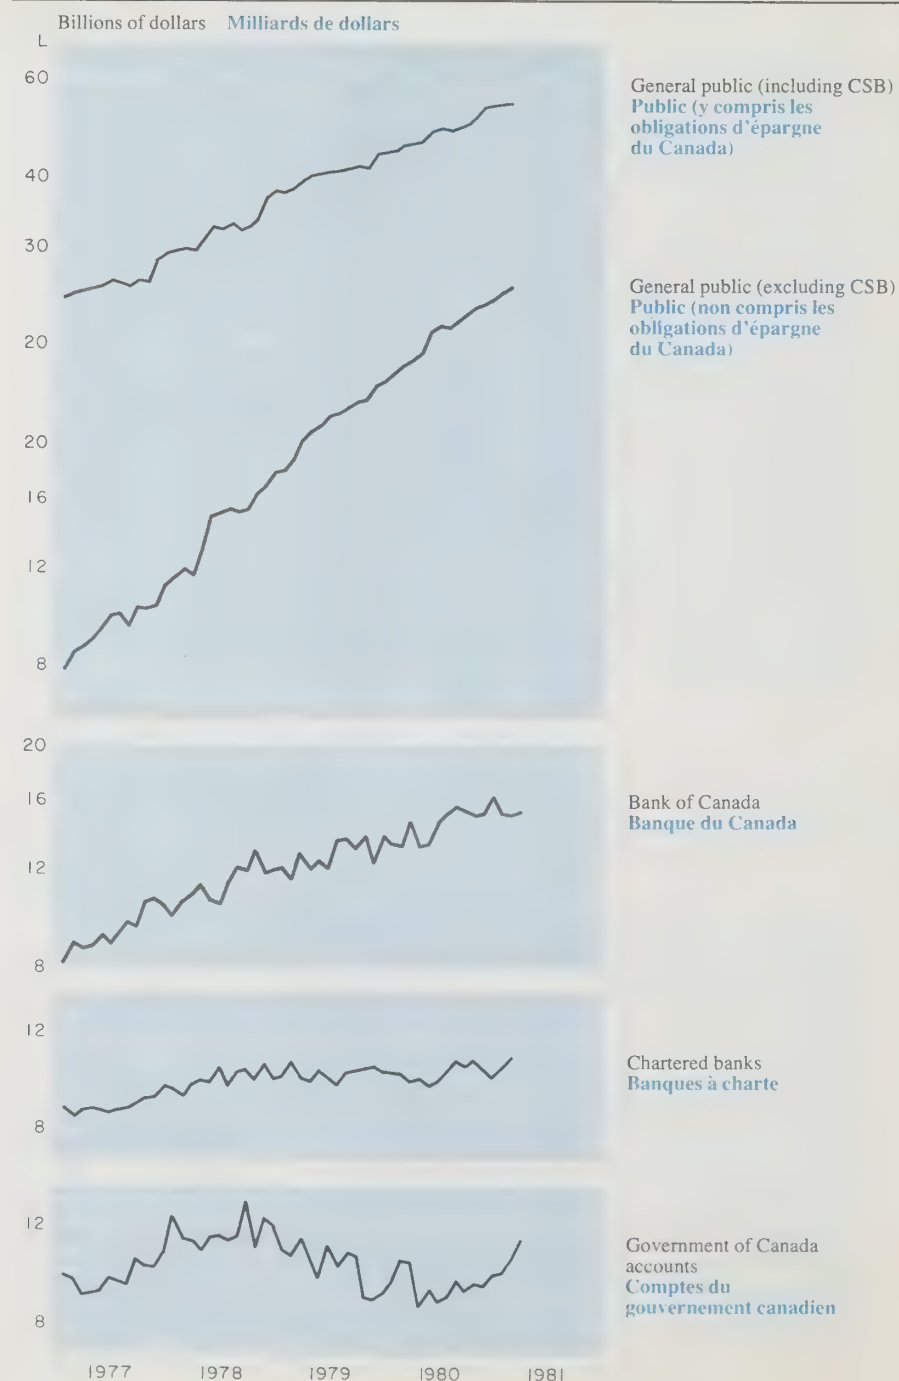 Billions of dollars Milliards de dollars
L
60
General public (including CSB)
Public (y compris les
obligations d'épargne
du Canada)
40
30
General public (excluding CSB)
Public (non compris les
obligations d'épargne
du Canada)
20
20
16
12
8
20
16
Bank of Canada
Banque du Canada
12
8
12
Chartered banks
Banques à charte
8
12
Government of Canada
accounts
Comptes du
gouvernement canadien
8
1977 1978 1979 1980 1981